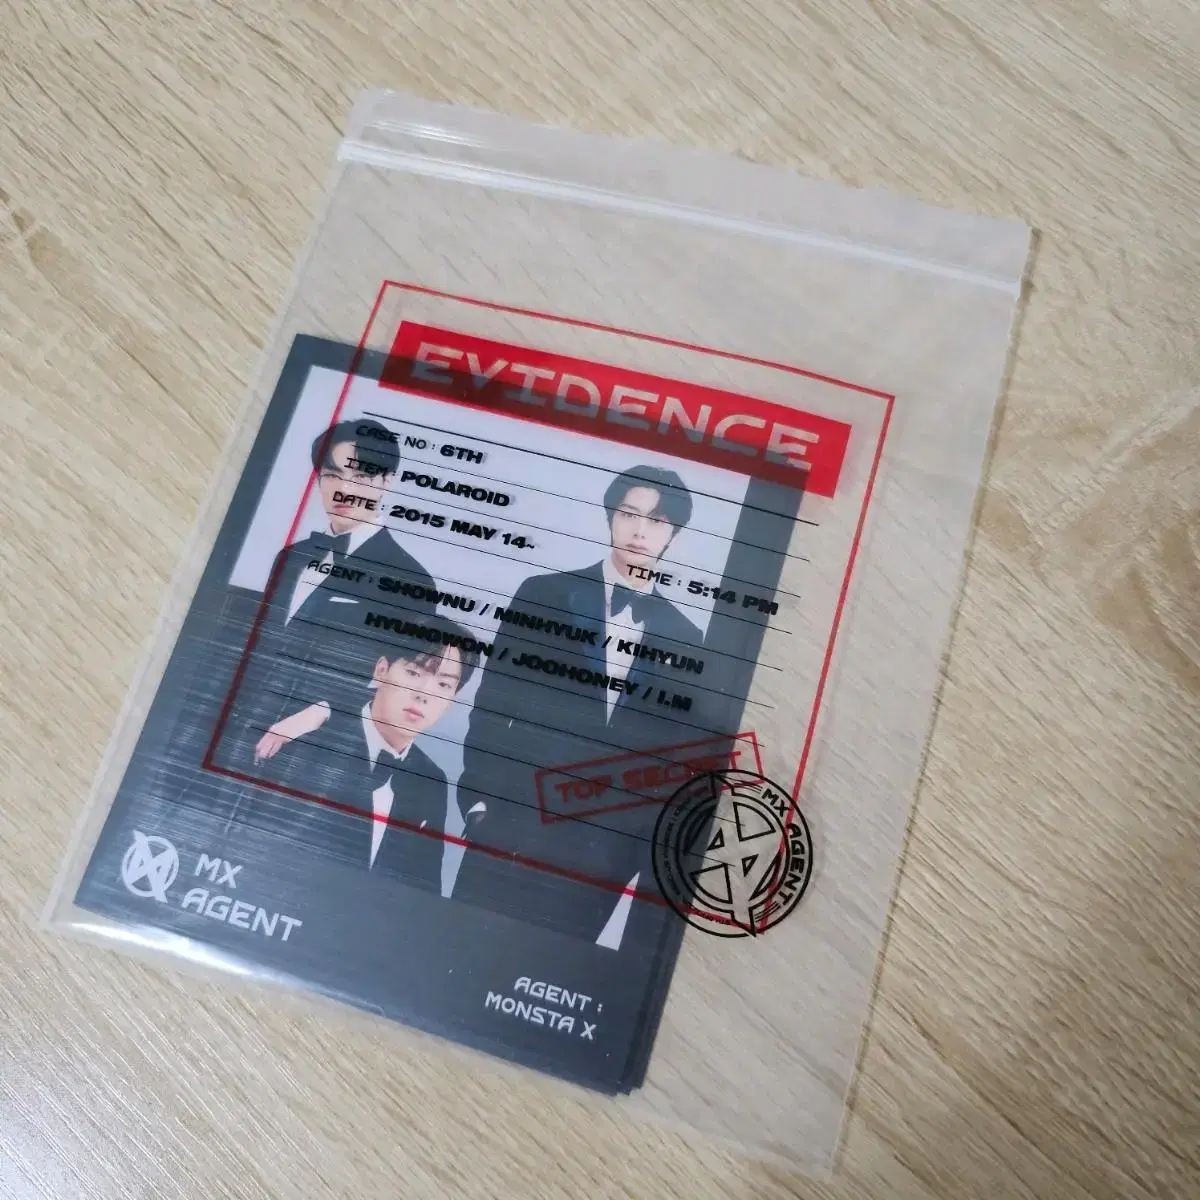 EVIDENCE
CASE NO : 6TH
ITEM : POLAROID
DATE : 2015 MAY 14~
TIME : 5:14 PM
AGENT : SHOWNU / MINHYUK / KIHYUN
HYUNGWON / JOOHONEY / I.M
TOP SECRET
MX AGENT
MX
AGENT
AGENT :
MONSTA X